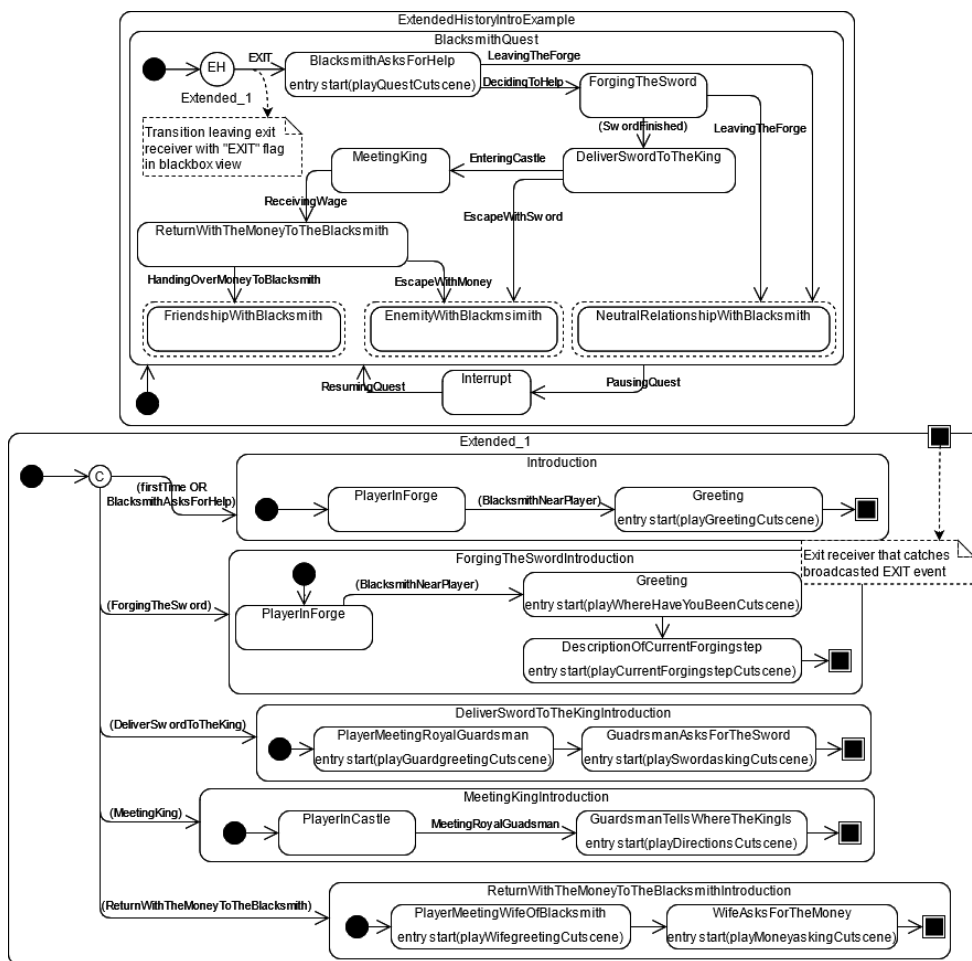 ExtendedHistoryIntroExample
BlacksmithQuest
EH
Extended_1
EXIT
BlacksmithAsksForHelp
entry start(playQuestCutscene)
LeavingTheForge
DecidingToHelp
ForgingTheSword
Transition leaving exit
receiver with "EXIT" flag
in blackbox view
(SwordFinished)
LeavingTheForge
MeetingKing
EnteringCastle
DeliverSwordToTheKing
ReceivingWage
EscapeWithSword
ReturnWithTheMoneyToTheBlacksmith
HandingOverMoneyToBlacksmith
EscapeWithMoney
FriendshipWithBlacksmith
EnemityWithBlackmsimith
NeutralRelationshipWithBlacksmith
ResumingQuest
Interrupt
PausingQuest
Extended_1
C
(firstTime OR
BlacksmithAsksForHelp)
Introduction
PlayerInForge
(BlacksmithNearPlayer)
Greeting
entry start(playGreetingCutscene)
Exit receiver that catches
broadcasted EXIT event
(ForgingTheSword)
ForgingTheSwordIntroduction
PlayerInForge
(BlacksmithNearPlayer)
Greeting
entry start(playWhereHaveYouBeenCutscene)
DescriptionOfCurrentForgingstep
entry start(playCurrentForgingstepCutscene)
(DeliverSwordToTheKing)
DeliverSwordToTheKingIntroduction
PlayerMeetingRoyalGuardsman
entry start(playGuardgreetingCutscene)
GuadrsmanAsksForTheSword
entry start(playSwordaskingCutscene)
(MeetingKing)
MeetingKingIntroduction
PlayerInCastle
MeetingRoyalGuadsman
GuardsmanTellsWhereTheKingIs
entry start(playDirectionsCutscene)
(ReturnWithTheMoneyToTheBlacksmith)
ReturnWithTheMoneyToTheBlacksmithIntroduction
PlayerMeetingWifeOfBlacksmith
entry start(playWifegreetingCutscene)
WifeAsksForTheMoney
entry start(playMoneyaskingCutscene)